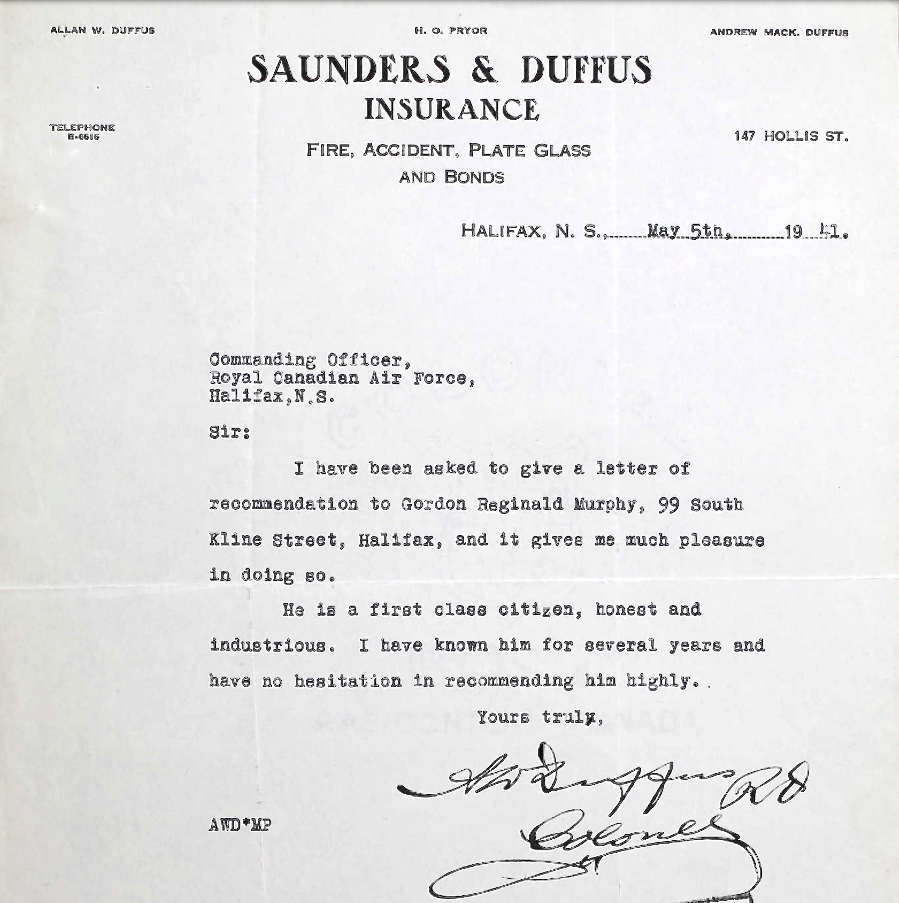 ALLAN W. DUFFUS
H. O. PRYOR
ANDREW MACK. DUFFUS
SAUNDERS & DUFFUS
INSURANCE
TELEPHONE
B-6616
147 HOLLIS ST.
FIRE, ACCIDENT, PLATE GLASS
AND BONDS
HALIFAX, N. S., May 5th, 1941.
Commanding Officer,
Royal Canadian Air Force,
Halifax,N.S.
Sir:
I have been asked to give a letter of
recommendation to Gordon Reginald Murphy, 99 South
Kline Street, Halifax, and it gives me much pleasure
in doing so.
He is a first class citizen, honest and
industrious. I have known him for several years and
have no hesitation in recommending him highly..
Yours truly,
AW Duffus RO
Colonel
AWD*MP